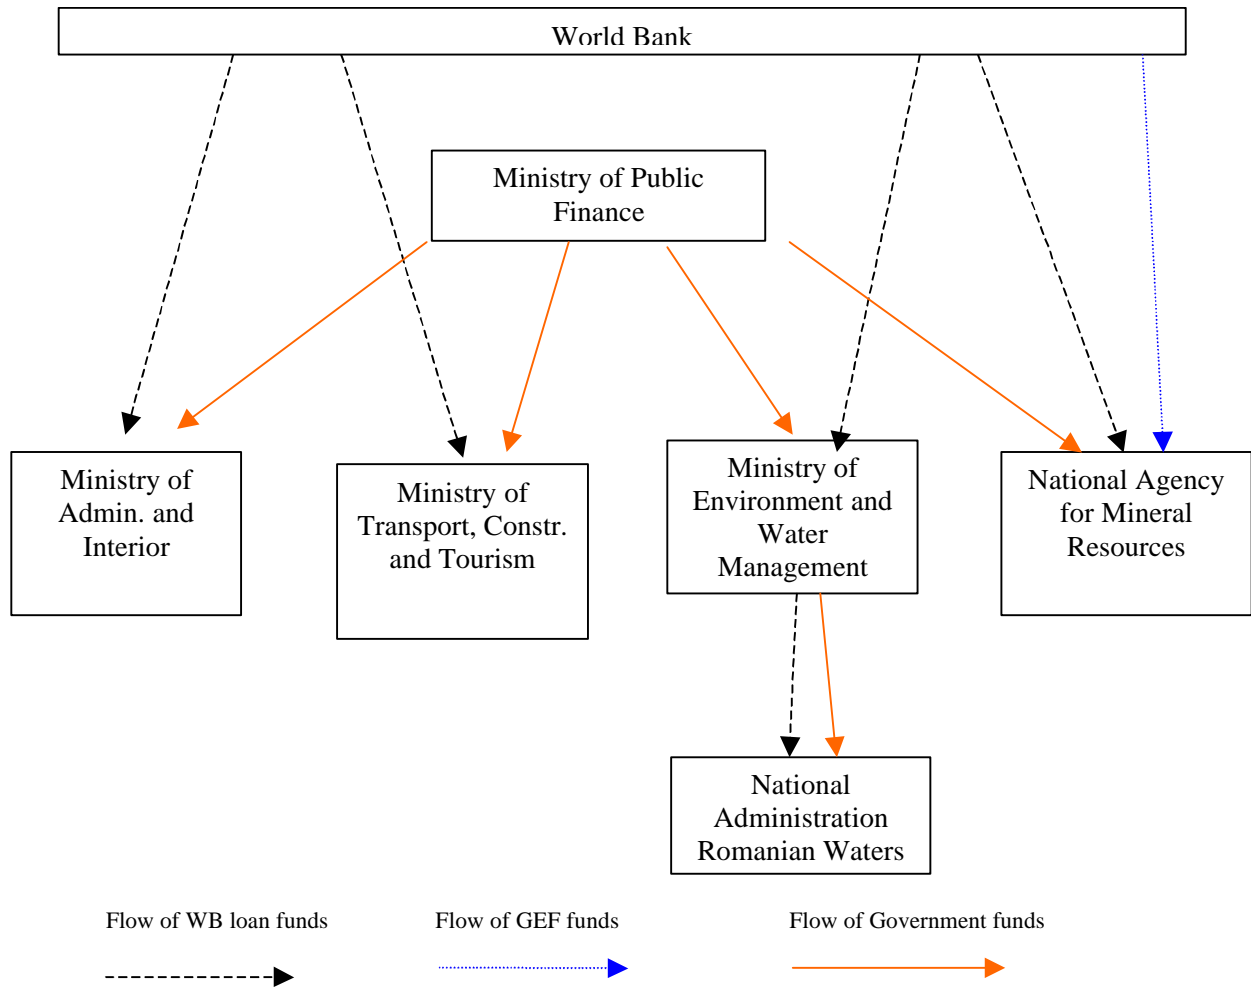 World Bank
Ministry of Public
Finance
Ministry of
Admin. and
Interior
Ministry of
Transport, Constr.
and Tourism
Ministry of
Environment and
Water
Management
National Agency
for Mineral
Resources
National
Administration
Romanian Waters
Flow of WB loan funds
Flow of GEF funds
Flow of Government funds